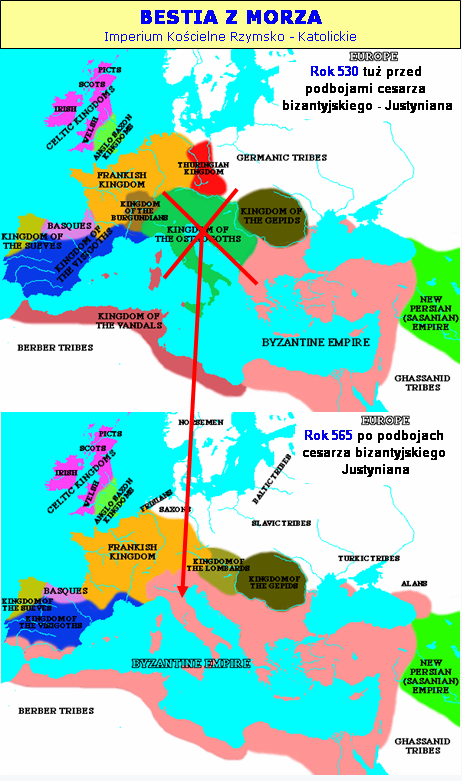 BESTIA Z MORZA
Imperium Kościelne Rzymsko - Katolickie
EUROPE
Rok 530 tuż przed
podbojami cesarza
bizantyjskiego - Justyniana
PICTS
SCOTS
IRISH
CELTIC KINGDOMS
WELSH
ANGLO SAXON
KINGDOMS
THURINGIAN
KINGDOM
GERMANIC TRIBES
FRANKISH
KINGDOM
KINGDOM
OF THE
BURGUNDIANS
KINGDOM OF
THE GEPIDS
BASQUES
KINGDOM OF
THE SUEVES
KINGDOM OF
THE VISIGOTHS
KINGDOM OF
THE OSTROGOTHS
NEW
PERSIAN
(SASANIAN)
EMPIRE
KINGDOM OF
THE VANDALS
BYZANTINE EMPIRE
BERBER TRIBES
GHASSANID
TRIBES
EUROPE
Rok 565 po podbojach
cesarza bizantyjskiego
Justyniana
NORSEMEN
PICTS
SCOTS
IRISH
CELTIC KINGDOMS
WELSH
ANGLO SAXON
KINGDOMS
FRISIANS
SAXONS
BALTIC TRIBES
SLAVIC TRIBES
FRANKISH
KINGDOM
KINGDOM OF
THE LOMBARDS
KINGDOM OF
THE GEPIDS
TURKIC TRIBES
ALANS
BASQUES
KINGDOM OF
THE SUEVES
KINGDOM OF
THE VISIGOTHS
BYZANTINE EMPIRE
NEW
PERSIAN
(SASANIAN)
EMPIRE
BERBER TRIBES
GHASSANID
TRIBES